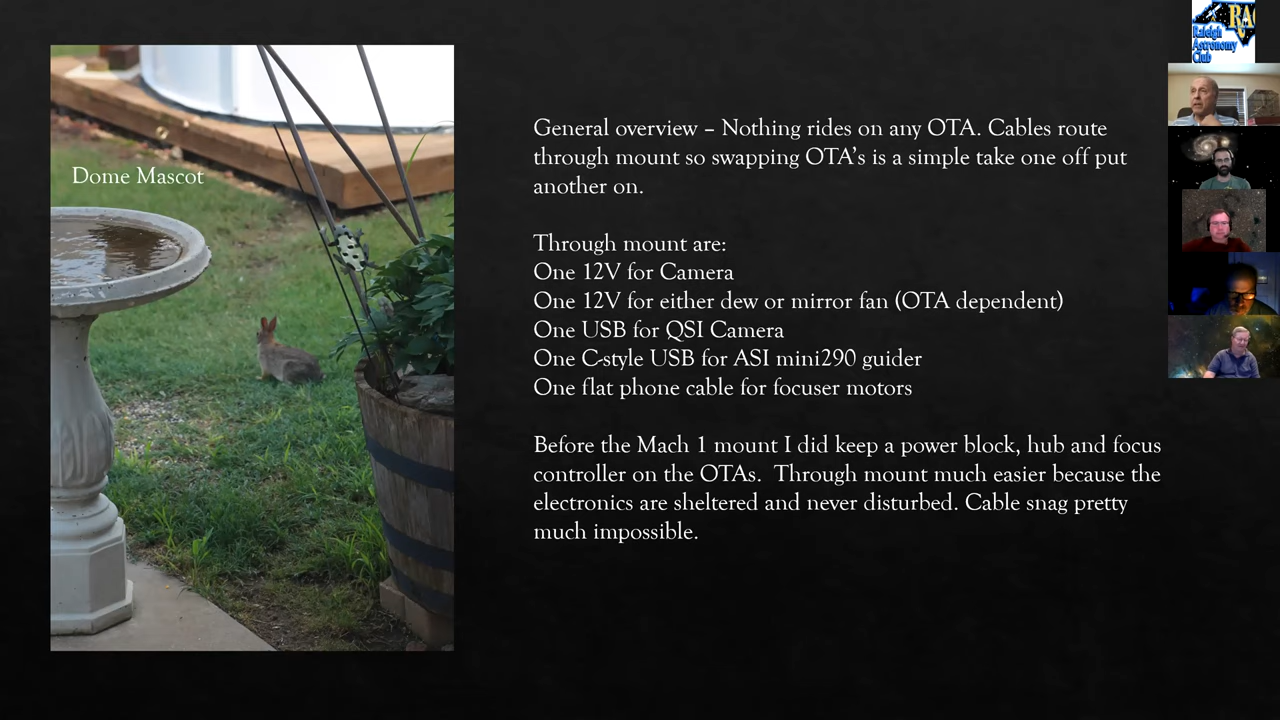 RAC
Raleigh
Astronomy
Club
Dome Mascot
General overview – Nothing rides on any OTA. Cables route
through mount so swapping OTA’s is a simple take one off put
another on.
Through mount are:
One 12V for Camera
One 12V for either dew or mirror fan (OTA dependent)
One USB for QSI Camera
One C-style USB for ASI mini290 guider
One flat phone cable for focuser motors
Before the Mach 1 mount I did keep a power block, hub and focus
controller on the OTAs.  Through mount much easier because the
electronics are sheltered and never disturbed. Cable snag pretty
much impossible.